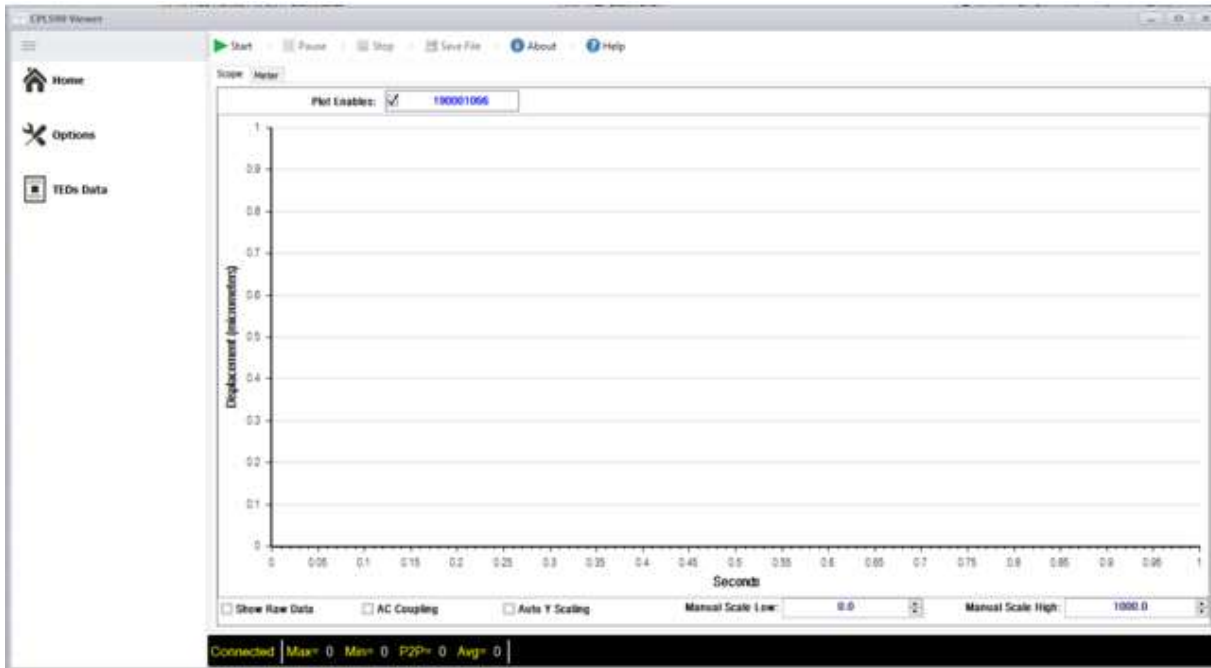 Viewer
Start Pause Stop Save File About Help
Home
Scope Meter
Plot Enables: 190001066
Options
TEDs Data
Displacement (micrometers)
1
0.9
0.8
0.7
0.6
0.5
0.4
0.3
0.2
0.1
0
0 0.05 0.1 0.15 0.2 0.25 0.3 0.35 0.4 0.45 0.5 0.55 0.6 0.65 0.7 0.75 0.8 0.85 0.9 0.95 1
Seconds
Show Raw Data AC Coupling Auto Y Scaling Manual Scale Low: 0.0 Manual Scale High: 1000.0
Connected Max= 0 Min= 0 P2P= 0 Avg= 0